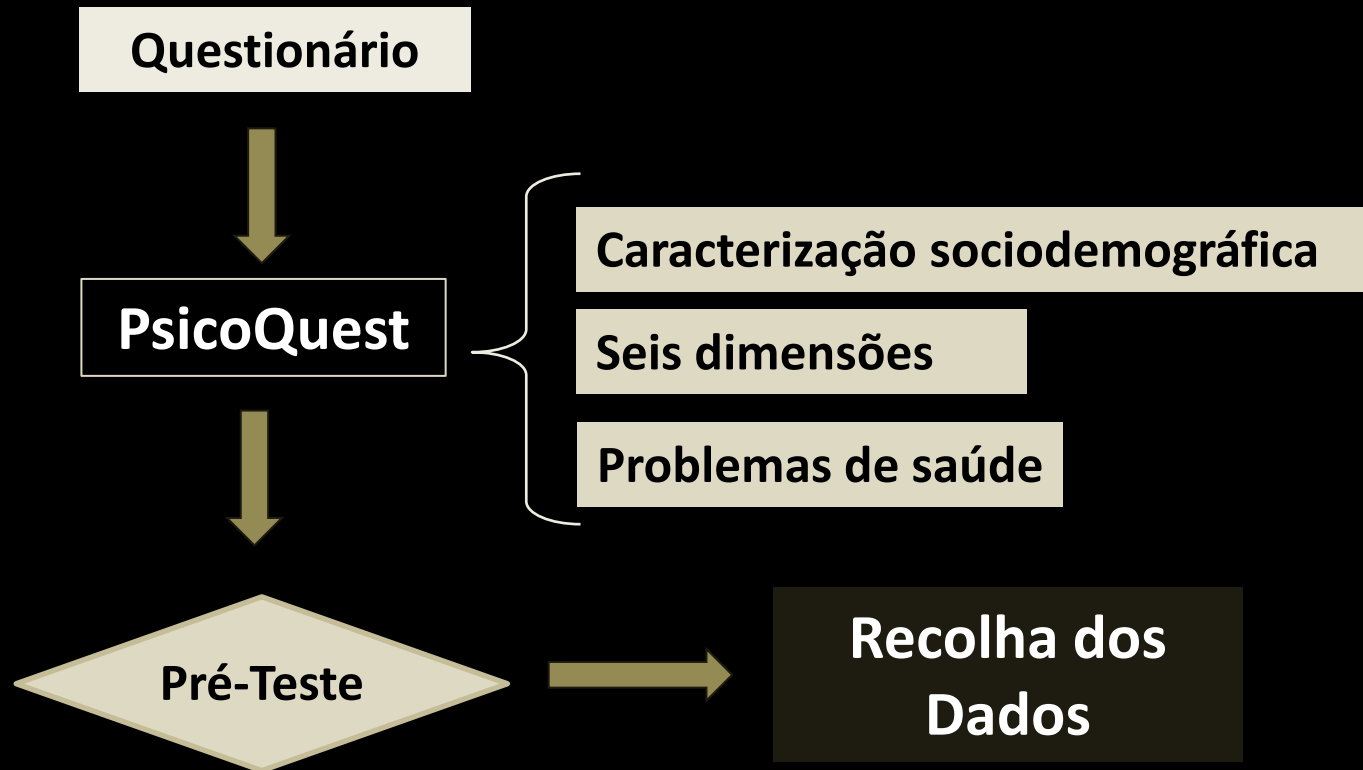 Questionário
PsicoQuest
Caracterização sociodemográfica
Seis dimensões
Problemas de saúde
Pré-Teste
Recolha dos
Dados